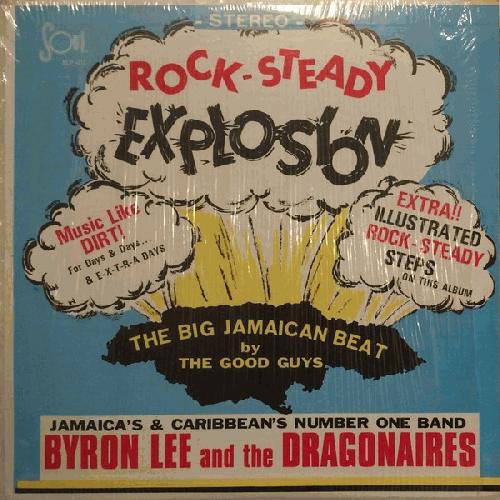 STEREO
Soul
ROCK-STEADY
EXPLOSION
Music Like
DIRT!
For Days & Days...
& E-X-T-R-A DAYS
EXTRA!!
ILLUSTRATED
ROCK-STEADY
STEPS
ON THIS ALBUM
THE BIG JAMAICAN BEAT
by
THE GOOD GUYS
JAMAICA'S & CARIBBEAN'S NUMBER ONE BAND
BYRON LEE and the DRAGONAIRES